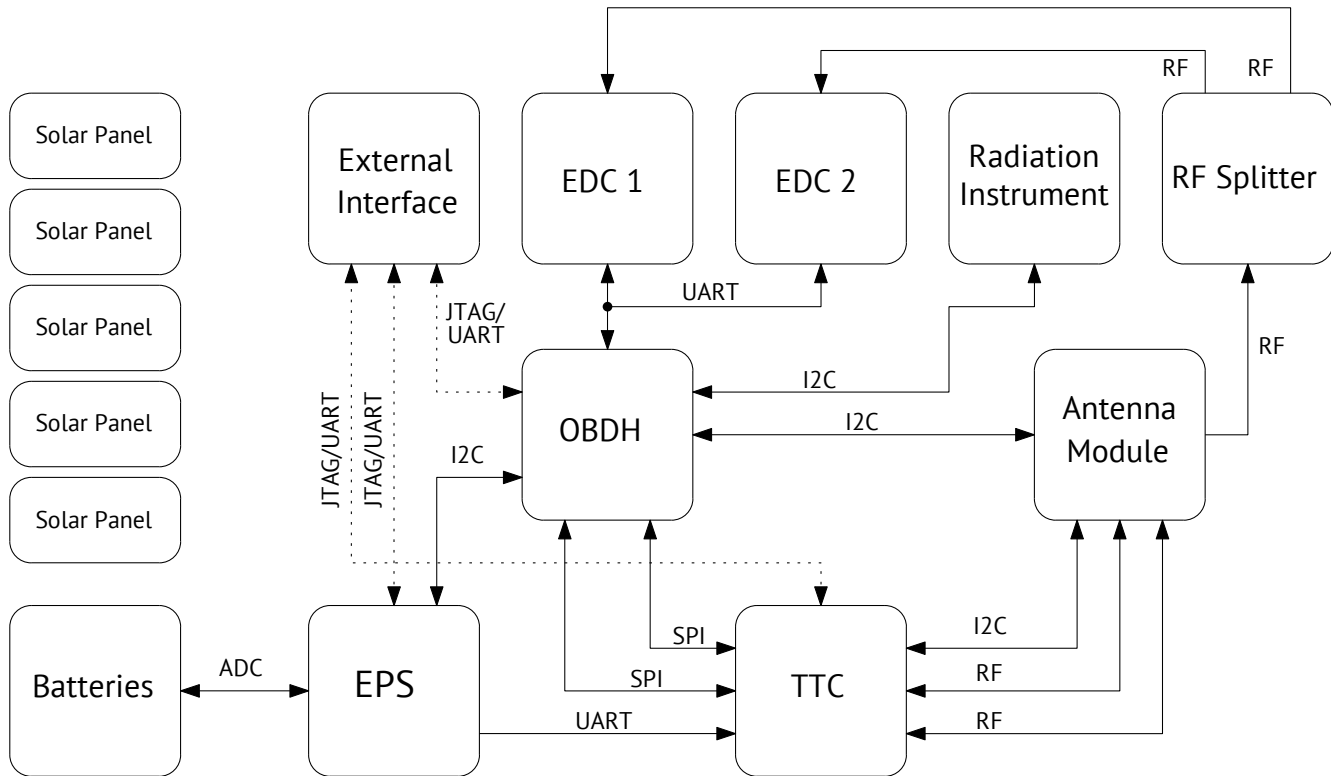 RF
RF
Solar Panel
Solar Panel
Solar Panel
Solar Panel
Solar Panel
External
Interface
EDC 1
EDC 2
Radiation
Instrument
RF Splitter
UART
JTAG/
UART
RF
JTAG/UART
JTAG/UART
I2C
I2C
I2C
OBDH
Antenna
Module
SPI
SPI
I2C
RF
RF
Batteries
ADC
EPS
UART
TTC